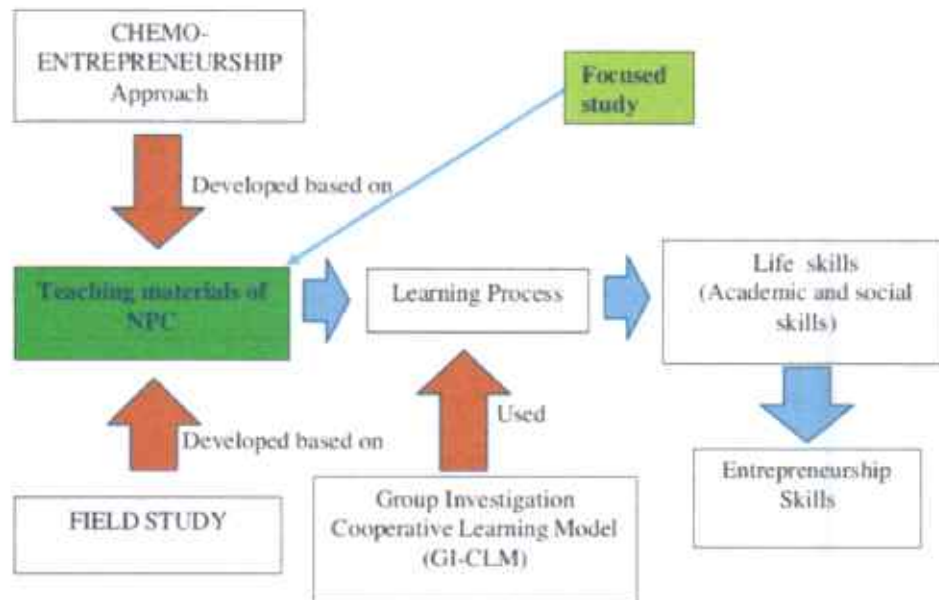 CHEMO-
ENTREPRENEURSHIP
Approach
Focused
study
Developed based on
Teaching materials of
NPC
Learning Process
Life skills
(Academic and social
skills)
Developed based on
Used
FIELD STUDY
Group Investigation
Cooperative Learning Model
(GI-CLM)
Entrepreneurship
Skills